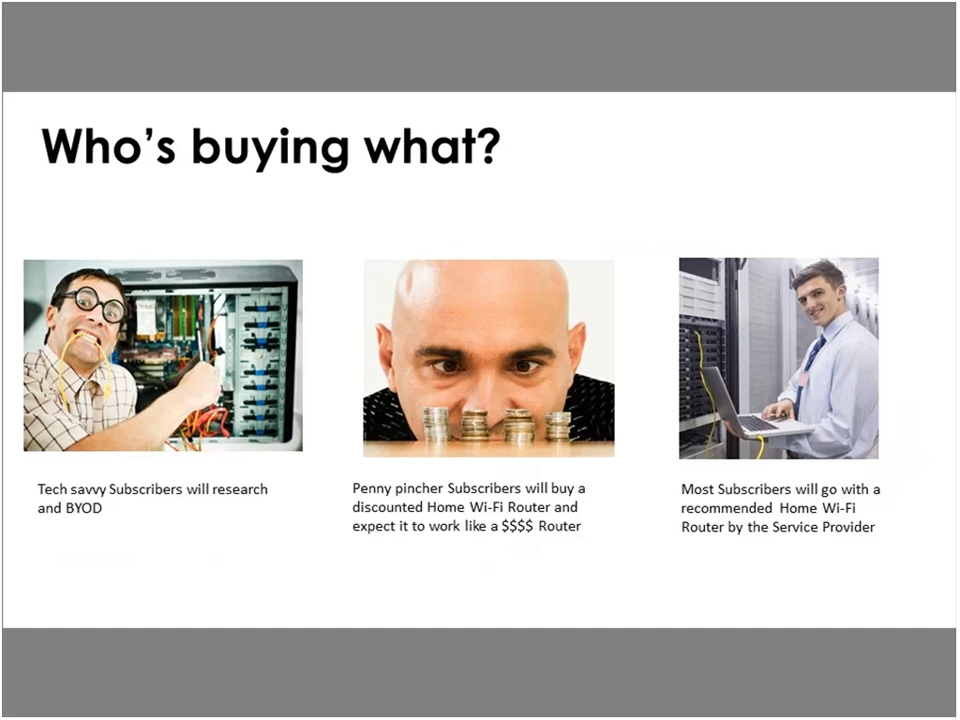 Who's buying what?
Tech savvy Subscribers will research
and BYOD
Penny pincher Subscribers will buy a
discounted Home Wi-Fi Router and
expect it to work like a $$$$ Router
Most Subscribers will go with a
recommended Home Wi-Fi
Router by the Service Provider